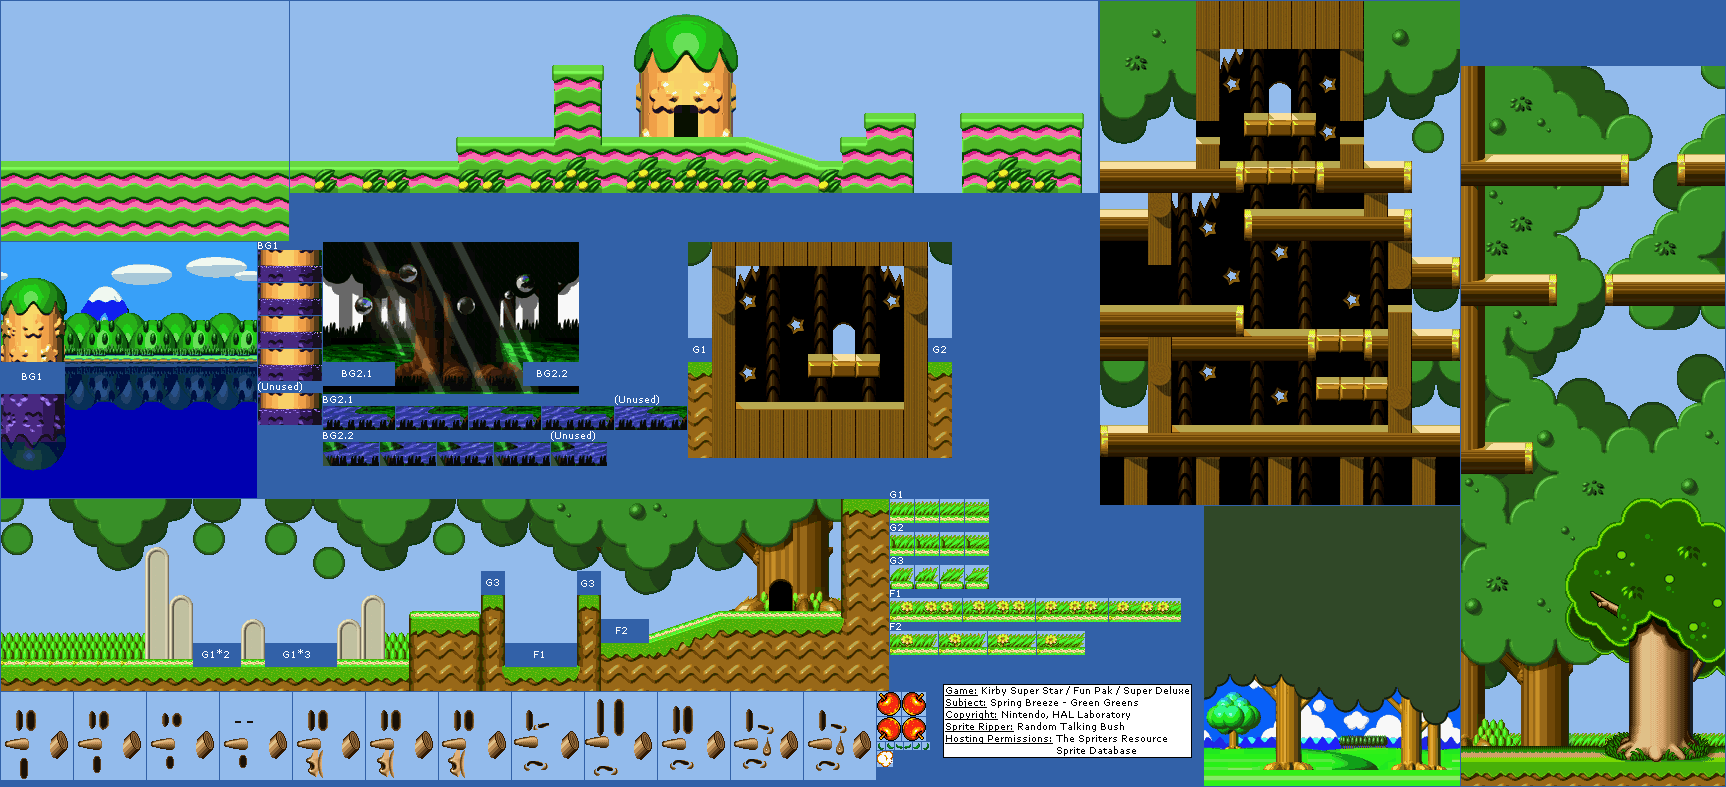 BG1
BG1
(Unused)
BG2.1
BG2.2
BG2.1
(Unused)
BG2.2
(Unused)
G1
G2
G1
G2
G3
F1
F2
G3
G3
F2
G1*2
G1*3
F1
Game: Kirby Super Star / Fun Pak / Super Deluxe
Subject: Spring Breeze - Green Greens
Copyright: Nintendo, HAL Laboratory
Sprite Ripper: Random Talking Bush
Hosting Permissions: The Spriters Resource
Sprite Database